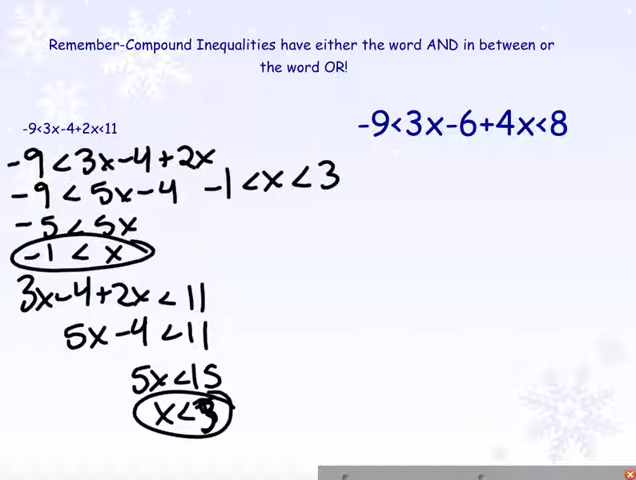 Remember-Compound Inequalities have either the word AND in between or
the word OR!
-9<3x-4+2x<11
-9<3x-6+4x<8
-9 < 3x-4+2x
-9 < 5x-4
-1 < x < 3
-5 < 5x
-1 < x
3x-4+2x < 11
5x-4 < 11
5x < 15
x < 3